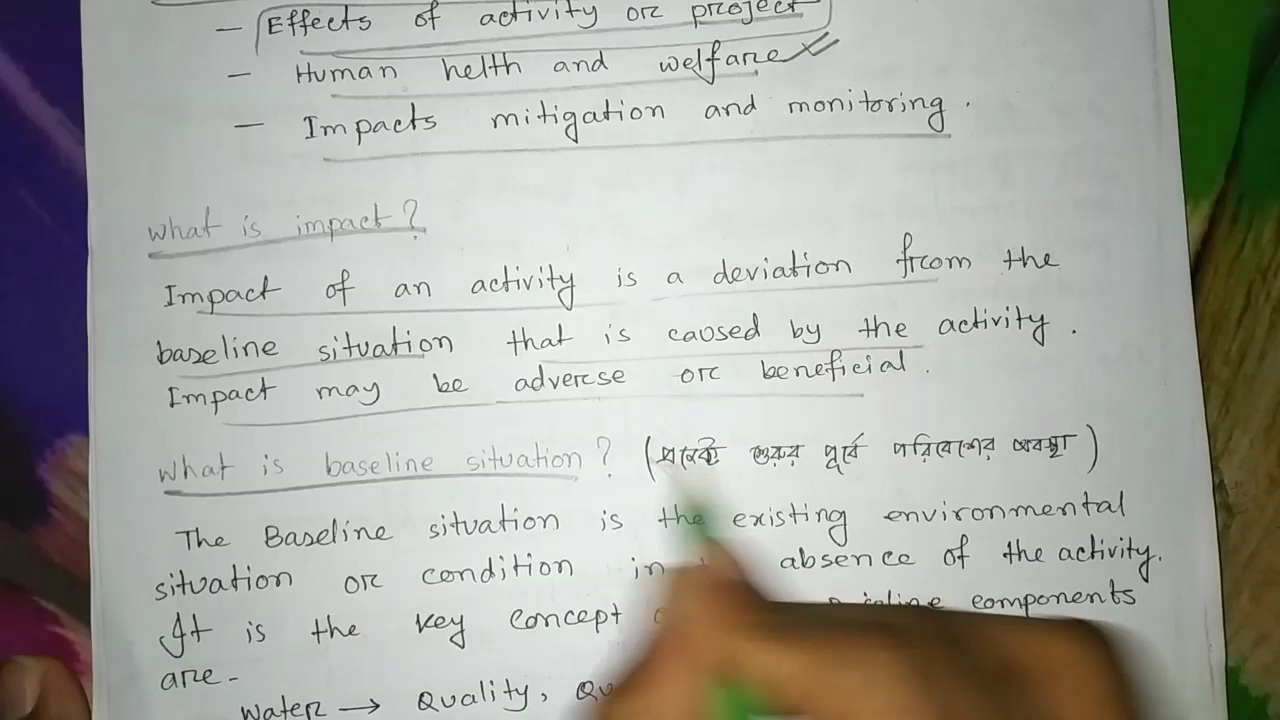 — Effects of activity or project
— Human helth and welfare
— Impacts mitigation and monitoring.
What is impact?
Impact of an activity is a deviation from the
baseline situation that is caused by the activity.
Impact may be adverse or beneficial.
What is baseline situation? (প্রজেক্ট শুরুর পূর্বে পরিবেশের অবস্থা)
The Baseline situation is the existing environmental
situation or condition in absence of the activity.
It is the key concept components
are-
Water → Quality,